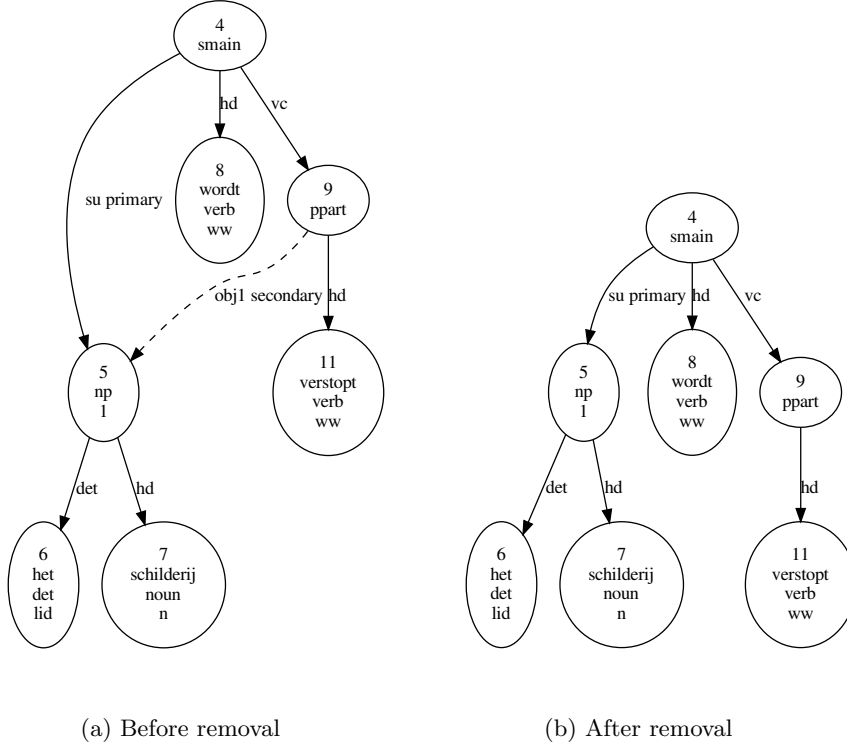 4
smain
hd
vc
8
wordt
verb
ww
9
ppart
su primary
obj1 secondary
hd
5
np
1
11
verstopt
verb
ww
det
hd
6
het
det
lid
7
schilderij
noun
n
(a) Before removal
4
smain
su primary
hd
vc
5
np
1
8
wordt
verb
ww
9
ppart
det
hd
hd
6
het
det
lid
7
schilderij
noun
n
11
verstopt
verb
ww
(b) After removal